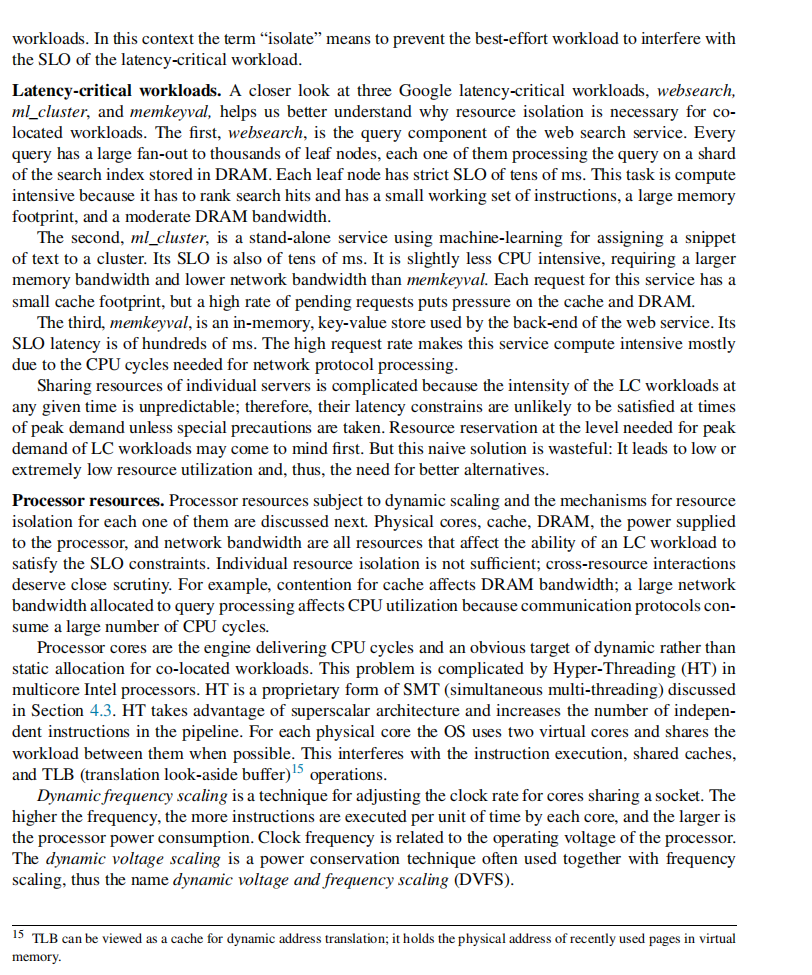 workloads. In this context the term “isolate” means to prevent the best-effort workload to interfere with
the SLO of the latency-critical workload.
Latency-critical workloads. A closer look at three Google latency-critical workloads, websearch,
ml_cluster, and memkeyval, helps us better understand why resource isolation is necessary for co-
located workloads. The first, websearch, is the query component of the web search service. Every
query has a large fan-out to thousands of leaf nodes, each one of them processing the query on a shard
of the search index stored in DRAM. Each leaf node has strict SLO of tens of ms. This task is compute
intensive because it has to rank search hits and has a small working set of instructions, a large memory
footprint, and a moderate DRAM bandwidth.
The second, ml_cluster, is a stand-alone service using machine-learning for assigning a snippet
of text to a cluster. Its SLO is also of tens of ms. It is slightly less CPU intensive, requiring a larger
memory bandwidth and lower network bandwidth than memkeyval. Each request for this service has a
small cache footprint, but a high rate of pending requests puts pressure on the cache and DRAM.
The third, memkeyval, is an in-memory, key-value store used by the back-end of the web service. Its
SLO latency is of hundreds of ms. The high request rate makes this service compute intensive mostly
due to the CPU cycles needed for network protocol processing.
Sharing resources of individual servers is complicated because the intensity of the LC workloads at
any given time is unpredictable; therefore, their latency constrains are unlikely to be satisfied at times
of peak demand unless special precautions are taken. Resource reservation at the level needed for peak
demand of LC workloads may come to mind first. But this naive solution is wasteful: It leads to low or
extremely low resource utilization and, thus, the need for better alternatives.
Processor resources. Processor resources subject to dynamic scaling and the mechanisms for resource
isolation for each one of them are discussed next. Physical cores, cache, DRAM, the power supplied
to the processor, and network bandwidth are all resources that affect the ability of an LC workload to
satisfy the SLO constraints. Individual resource isolation is not sufficient; cross-resource interactions
deserve close scrutiny. For example, contention for cache affects DRAM bandwidth; a large network
bandwidth allocated to query processing affects CPU utilization because communication protocols con-
sume a large number of CPU cycles.
Processor cores are the engine delivering CPU cycles and an obvious target of dynamic rather than
static allocation for co-located workloads. This problem is complicated by Hyper-Threading (HT) in
multicore Intel processors. HT is a proprietary form of SMT (simultaneous multi-threading) discussed
in Section 4.3. HT takes advantage of superscalar architecture and increases the number of indepen-
dent instructions in the pipeline. For each physical core the OS uses two virtual cores and shares the
workload between them when possible. This interferes with the instruction execution, shared caches,
and TLB (translation look-aside buffer)15 operations.
Dynamic frequency scaling is a technique for adjusting the clock rate for cores sharing a socket. The
higher the frequency, the more instructions are executed per unit of time by each core, and the larger is
the processor power consumption. Clock frequency is related to the operating voltage of the processor.
The dynamic voltage scaling is a power conservation technique often used together with frequency
scaling, thus the name dynamic voltage and frequency scaling (DVFS).
15 TLB can be viewed as a cache for dynamic address translation; it holds the physical address of recently used pages in virtual
memory.